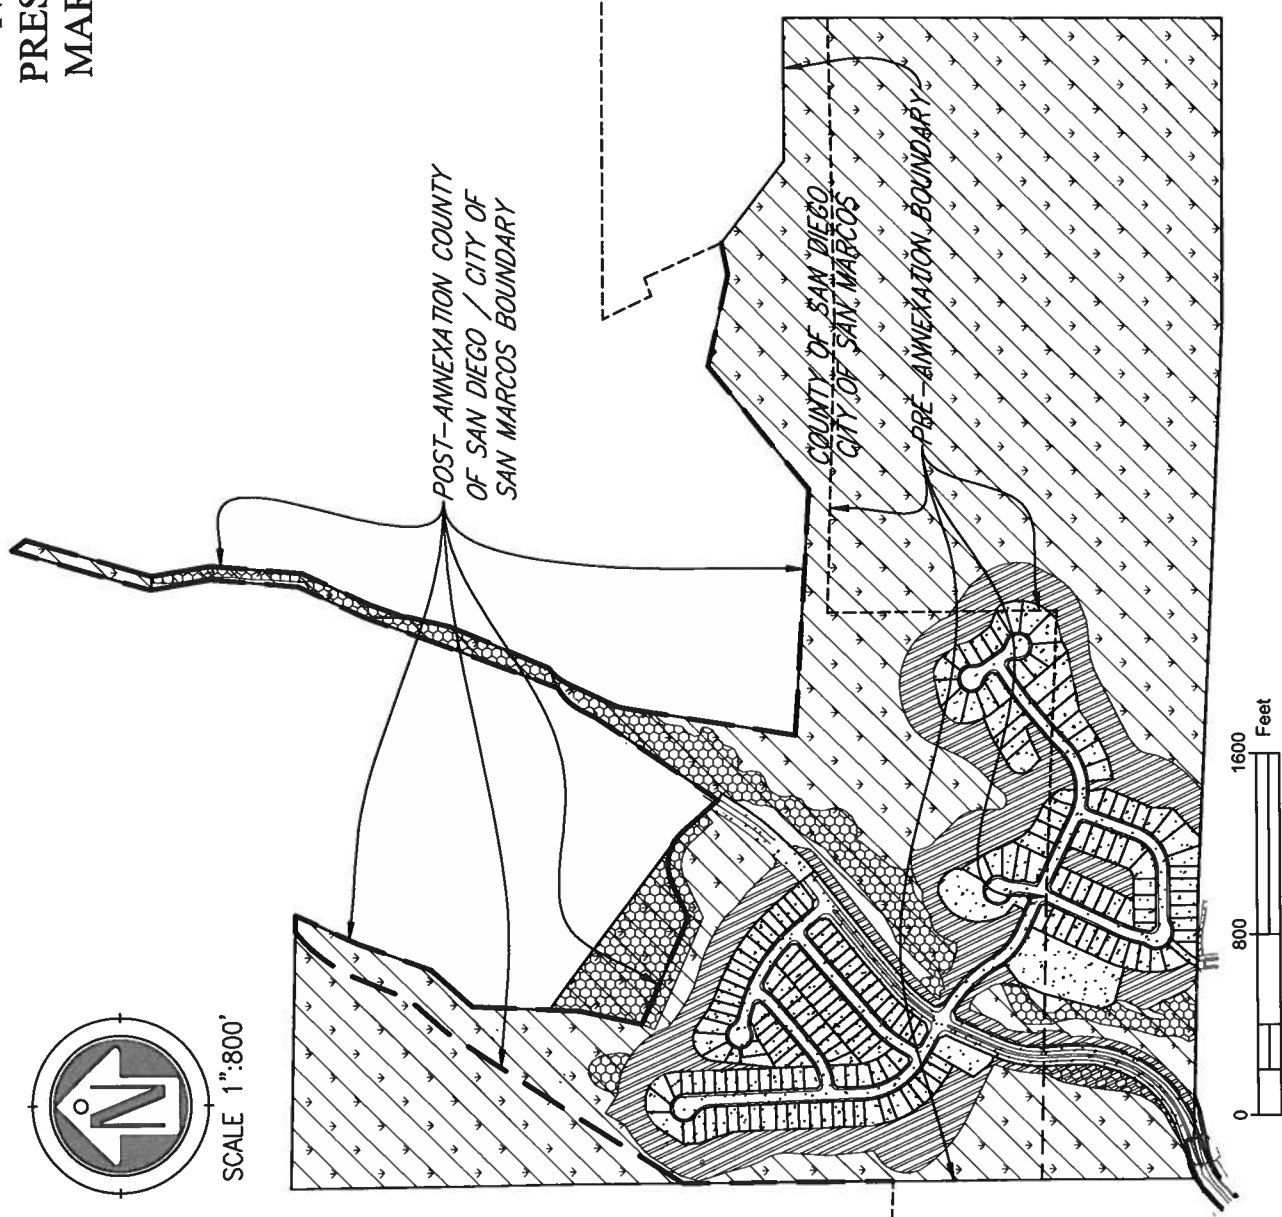 PRES
MAR
POST-ANNEXATION COUNTY
OF SAN DIEGO / CITY OF
SAN MARCOS BOUNDARY
COUNTY OF SAN DIEGO
CITY OF SAN MARCOS
PRE-ANNEXATION BOUNDARY
N
SCALE 1":800'
0 800 1600
Feet